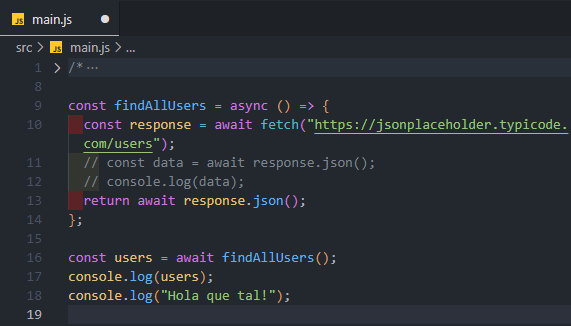 JS main.js
src > JS main.js > ...
1 > /* ...
8
9 const findAllUsers = async () => {
10 const response = await fetch("https://jsonplaceholder.typicode.
com/users");
11 // const data = await response.json();
12 // console.log(data);
13 return await response.json();
14 };
15
16 const users = await findAllUsers();
17 console.log(users);
18 console.log("Hola que tal!");
19